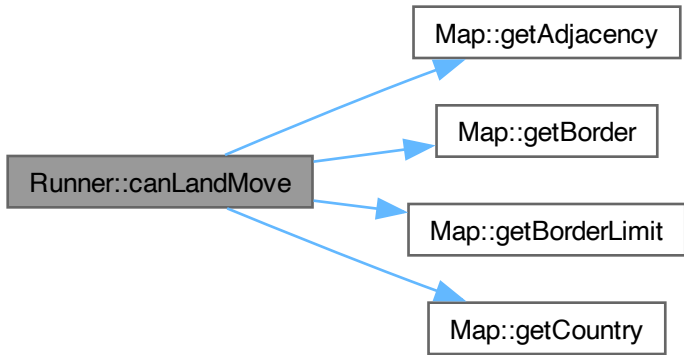 Map::getAdjacency
Map::getBorder
Runner::canLandMove
Map::getBorderLimit
Map::getCountry